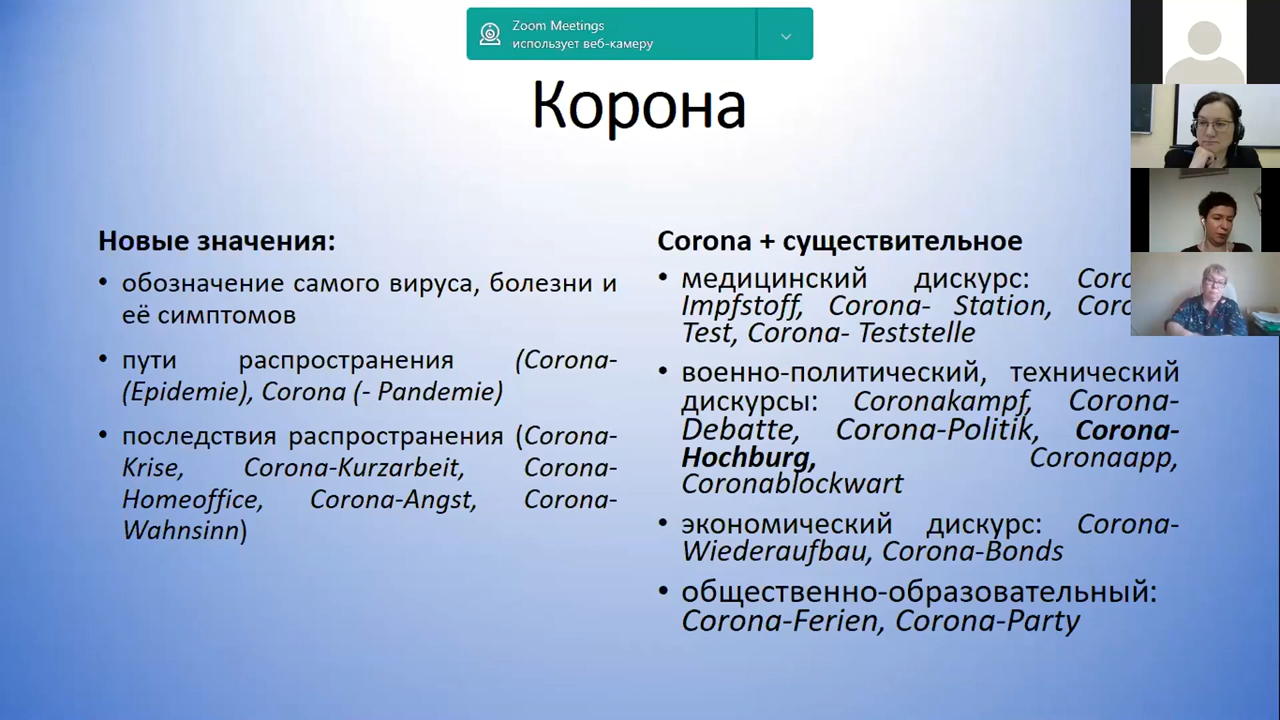 Zoom Meetings
использует веб-камеру
Корона
Новые значения:
• обозначение самого вируса, болезни и
её симптомов
• пути распространения (Corona-
(Epidemie), Corona (- Pandemie)
• последствия распространения (Corona-
Krise, Corona-Kurzarbeit, Corona-
Homeoffice, Corona-Angst, Corona-
Wahnsinn)
Corona + существительное
• медицинский дискурс:
Impfstoff, Corona- Station,
Test, Corona- Teststelle
• военно-политический, технический
дискурсы: Coronakampf, Corona-
Debatte, Corona-Politik, Corona-
Hochburg, Coronaapp,
Coronablockwart
• экономический дискурс: Corona-
Wiederaufbau, Corona-Bonds
• общественно-образовательный:
Corona-Ferien, Corona-Party